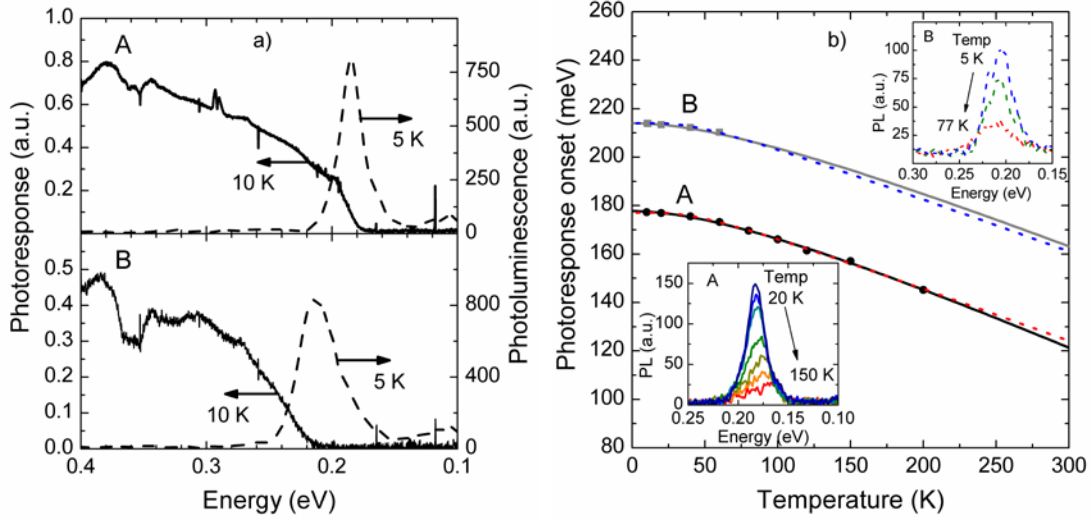 a)
A
Photoresponse (a.u.)
1.0
0.8
0.6
0.4
0.2
10 K
5 K
750
500
250
0
Photoluminescence (a.u.)
B
0.5
0.4
0.3
0.2
0.1
0.0
10 K
5 K
800
400
0
0.4
0.3
0.2
0.1
Energy (eV)
b)
Photoresponse onset (meV)
260
240
220
200
180
160
140
120
100
80
B
A
0
50
100
150
200
250
300
Temperature (K)
B
Temp
5 K
77 K
PL (a.u.)
100
75
50
25
0.30
0.25
0.20
0.15
Energy (eV)
A
Temp
20 K
150 K
PL (a.u.)
150
100
50
0
0.25
0.20
0.15
0.10
Energy (eV)